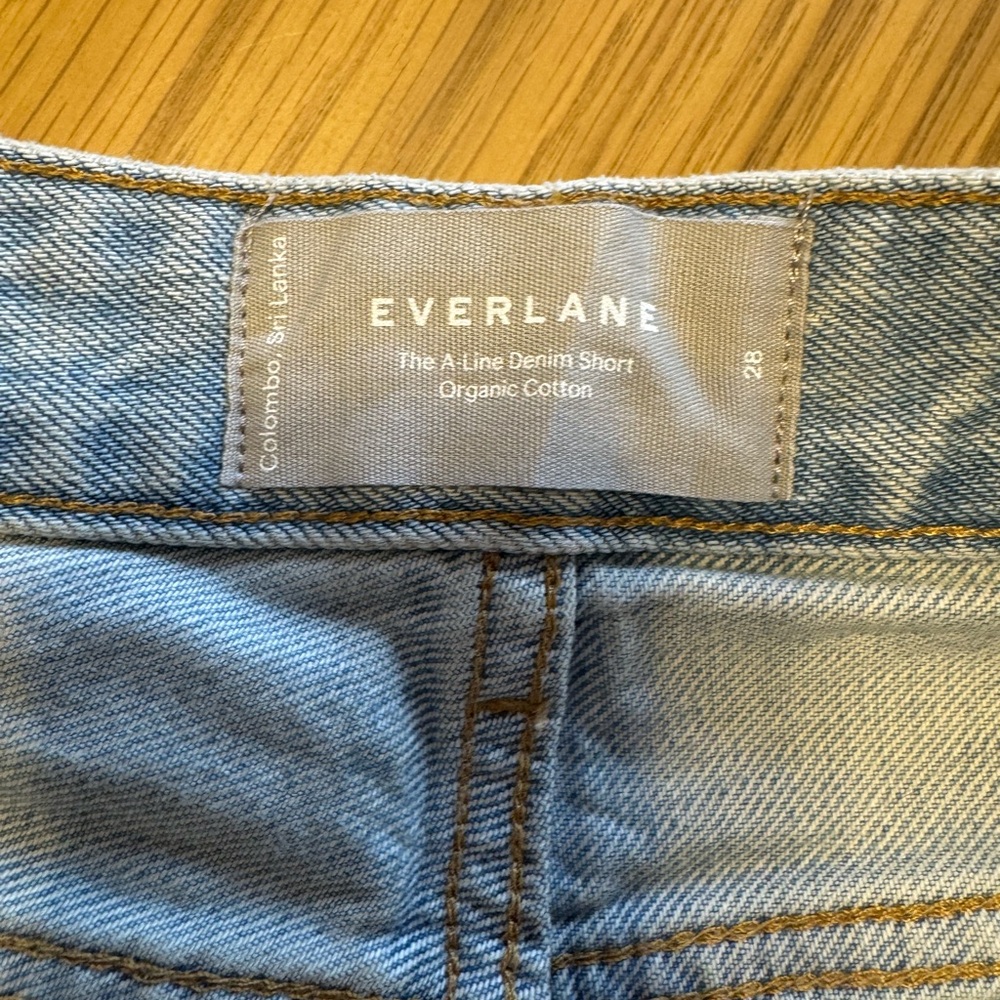 Colombo, Sri Lanka
EVERLANE
The A-Line Denim Short
Organic Cotton
28